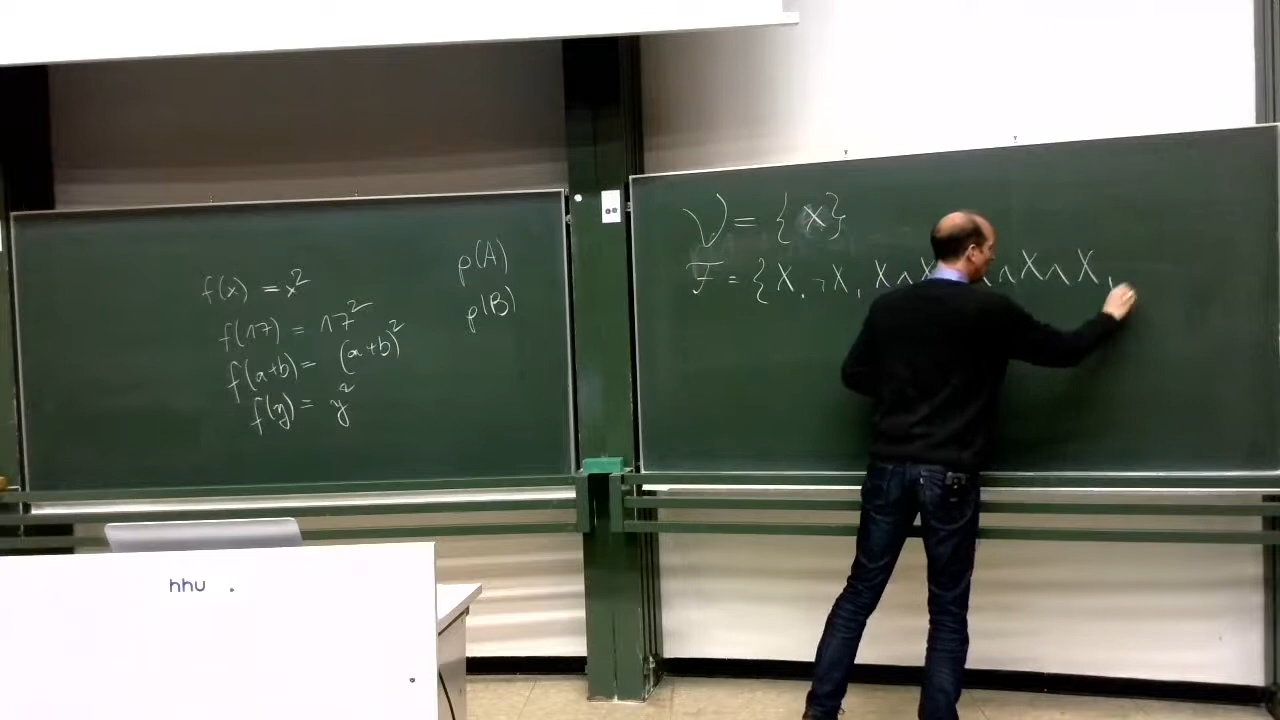 f(x) = x²
f(17) = 17²
f(a+b) = (a+b)²
f(y) = y²
p(A)
p(B)
V = {X}
F = {X, ¬X, X∧X ∧X∧X,
hhu .